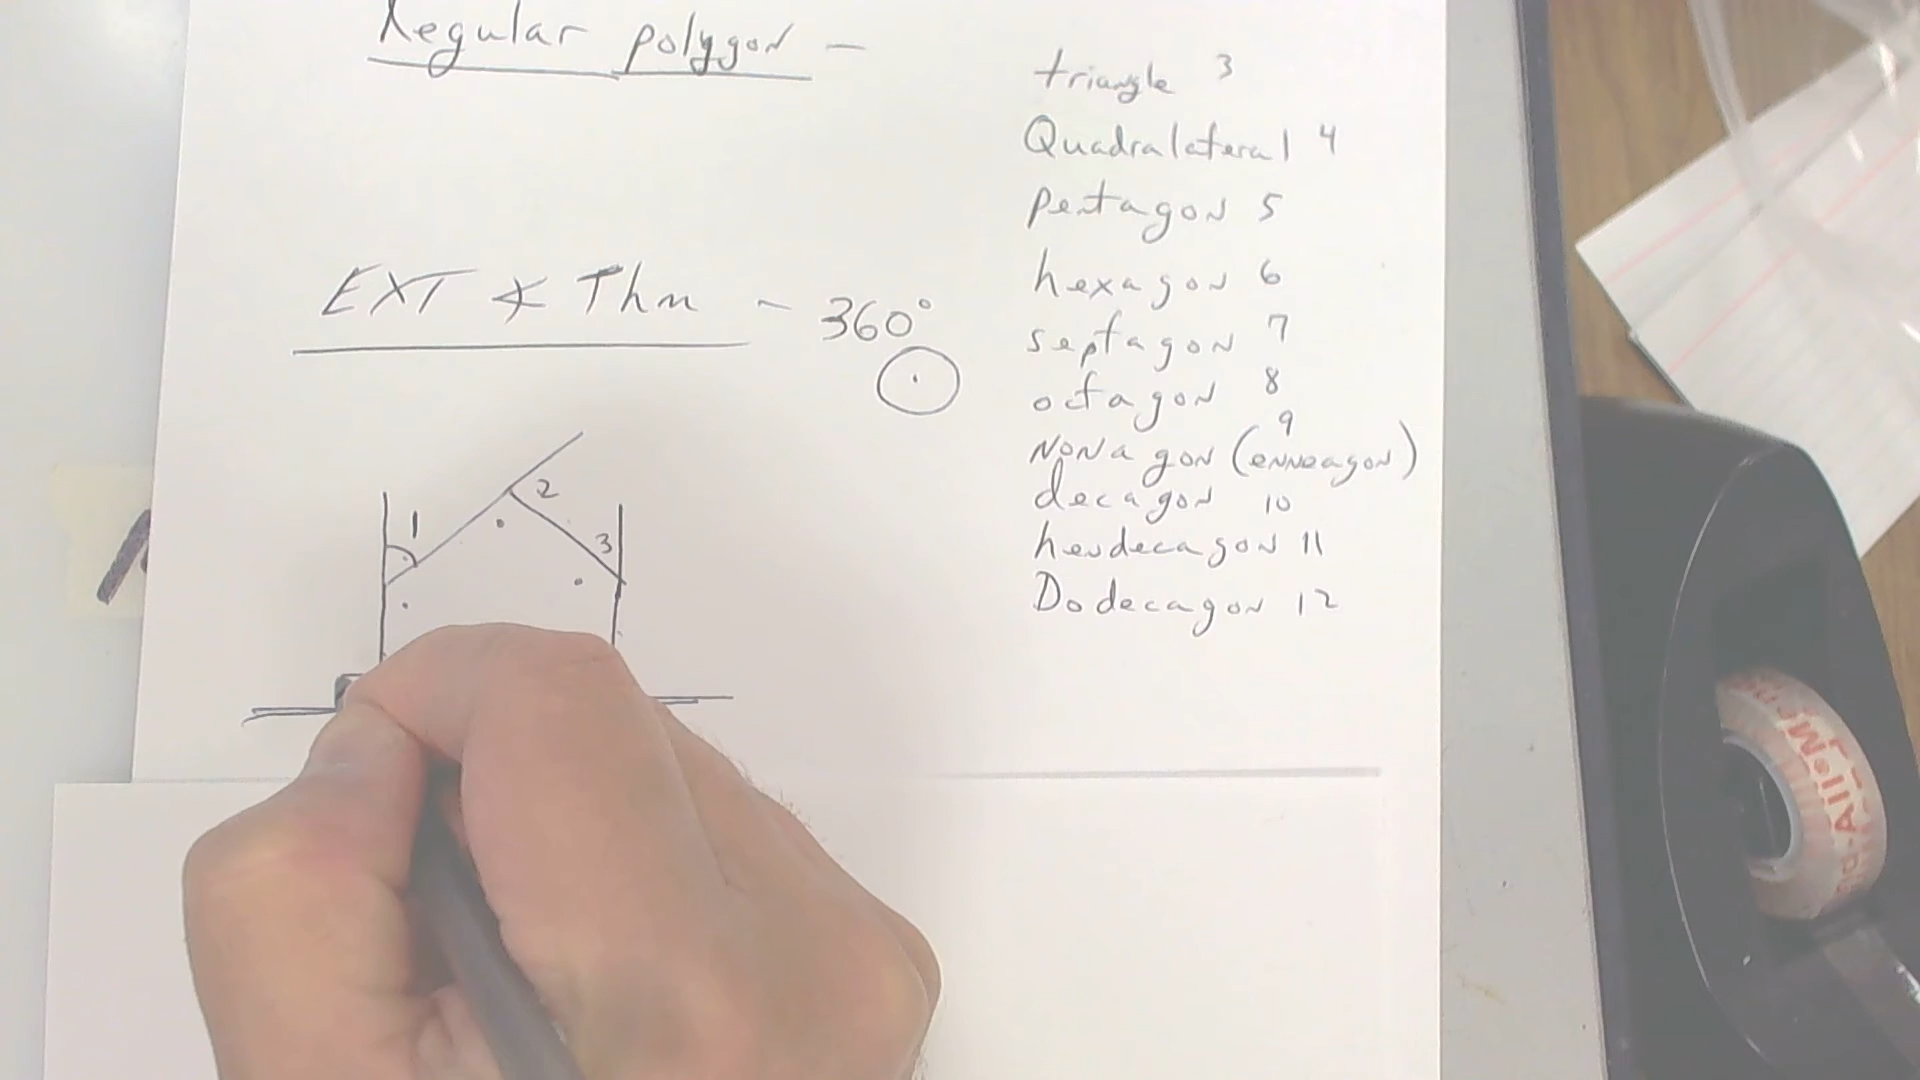 Regular polygon –
triangle 3
Quadralateral 4
pentagon 5
hexagon 6
septagon 7
octagon 8
Nonagon (enneagon) 9
decagon 10
hendecagon 11
Dodecagon 12
EXT ∡ Thm – 360°
1
2
3